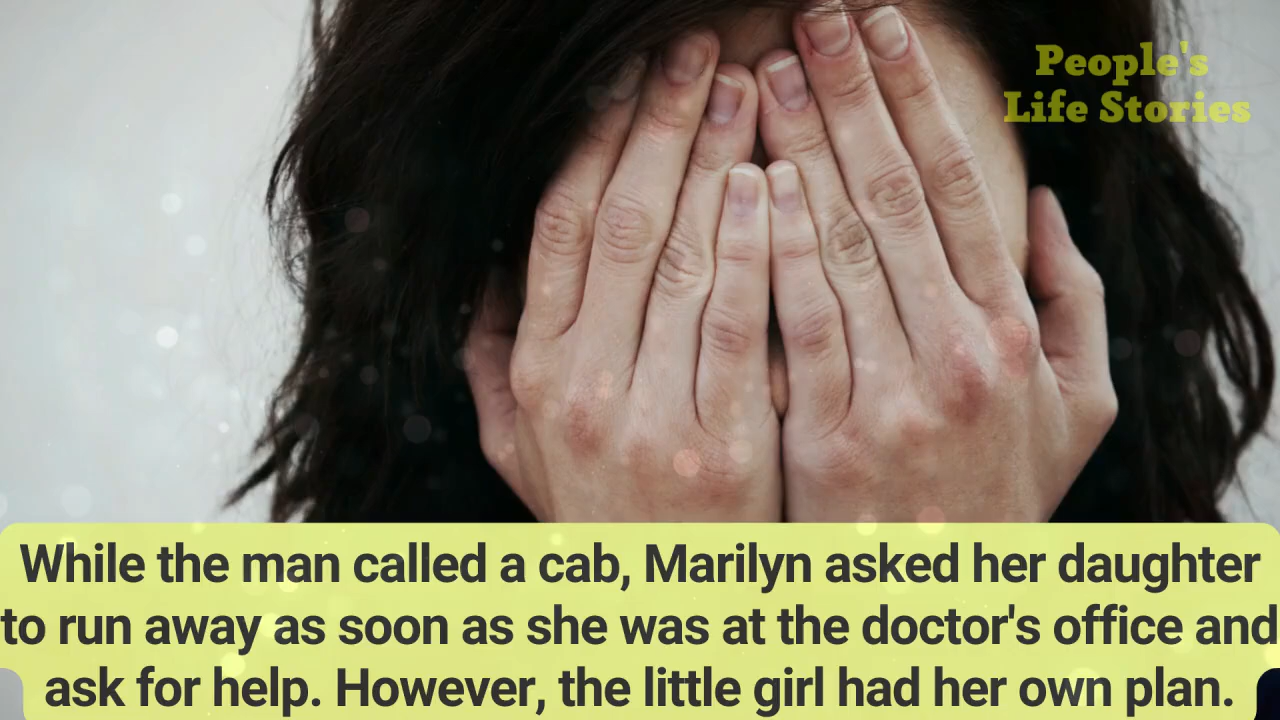 People's
Life Stories
While the man called a cab, Marilyn asked her daughter
to run away as soon as she was at the doctor's office and
ask for help. However, the little girl had her own plan.